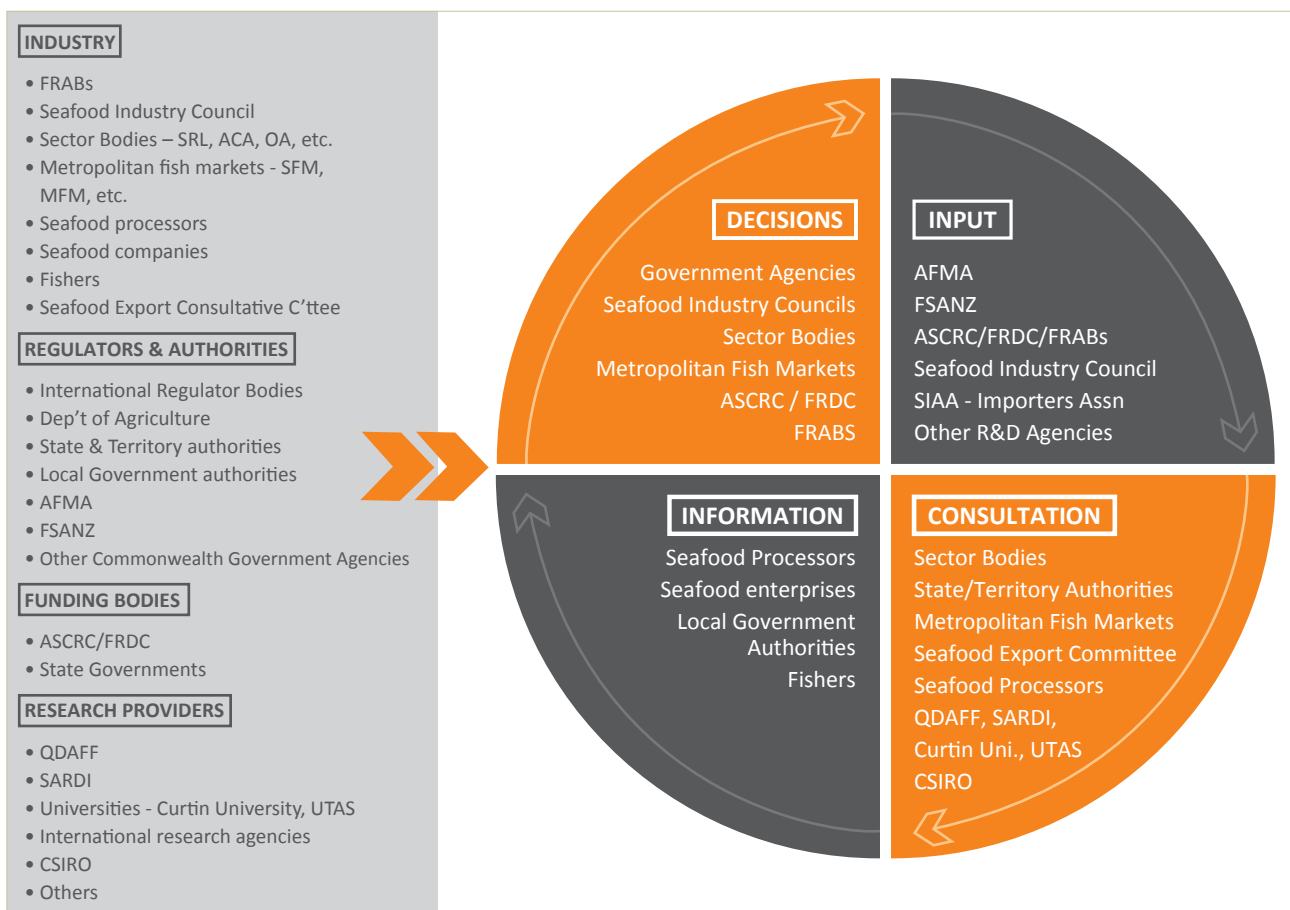 INDUSTRY
• FRABs
• Seafood Industry Council
• Sector Bodies – SRL, ACA, OA, etc.
• Metropolitan fish markets - SFM,
MFM, etc.
• Seafood processors
• Seafood companies
• Fishers
• Seafood Export Consultative C'ttee
REGULATORS & AUTHORITIES
• International Regulator Bodies
• Dep't of Agriculture
• State & Territory authorities
• Local Government authorities
• AFMA
• FSANZ
• Other Commonwealth Government Agencies
FUNDING BODIES
• ASCRC/FRDC
• State Governments
RESEARCH PROVIDERS
• QDAFF
• SARDI
• Universities - Curtin University, UTAS
• International research agencies
• CSIRO
• Others
DECISIONS
Government Agencies
Seafood Industry Councils
Sector Bodies
Metropolitan Fish Markets
ASCRC / FRDC
FRABS
INPUT
AFMA
FSANZ
ASCRC/FRDC/FRABs
Seafood Industry Council
SIAA - Importers Assn
Other R&D Agencies
INFORMATION
Seafood Processors
Seafood enterprises
Local Government
Authorities
Fishers
CONSULTATION
Sector Bodies
State/Territory Authorities
Metropolitan Fish Markets
Seafood Export Committee
Seafood Processors
QDAFF, SARDI,
Curtin Uni., UTAS
CSIRO